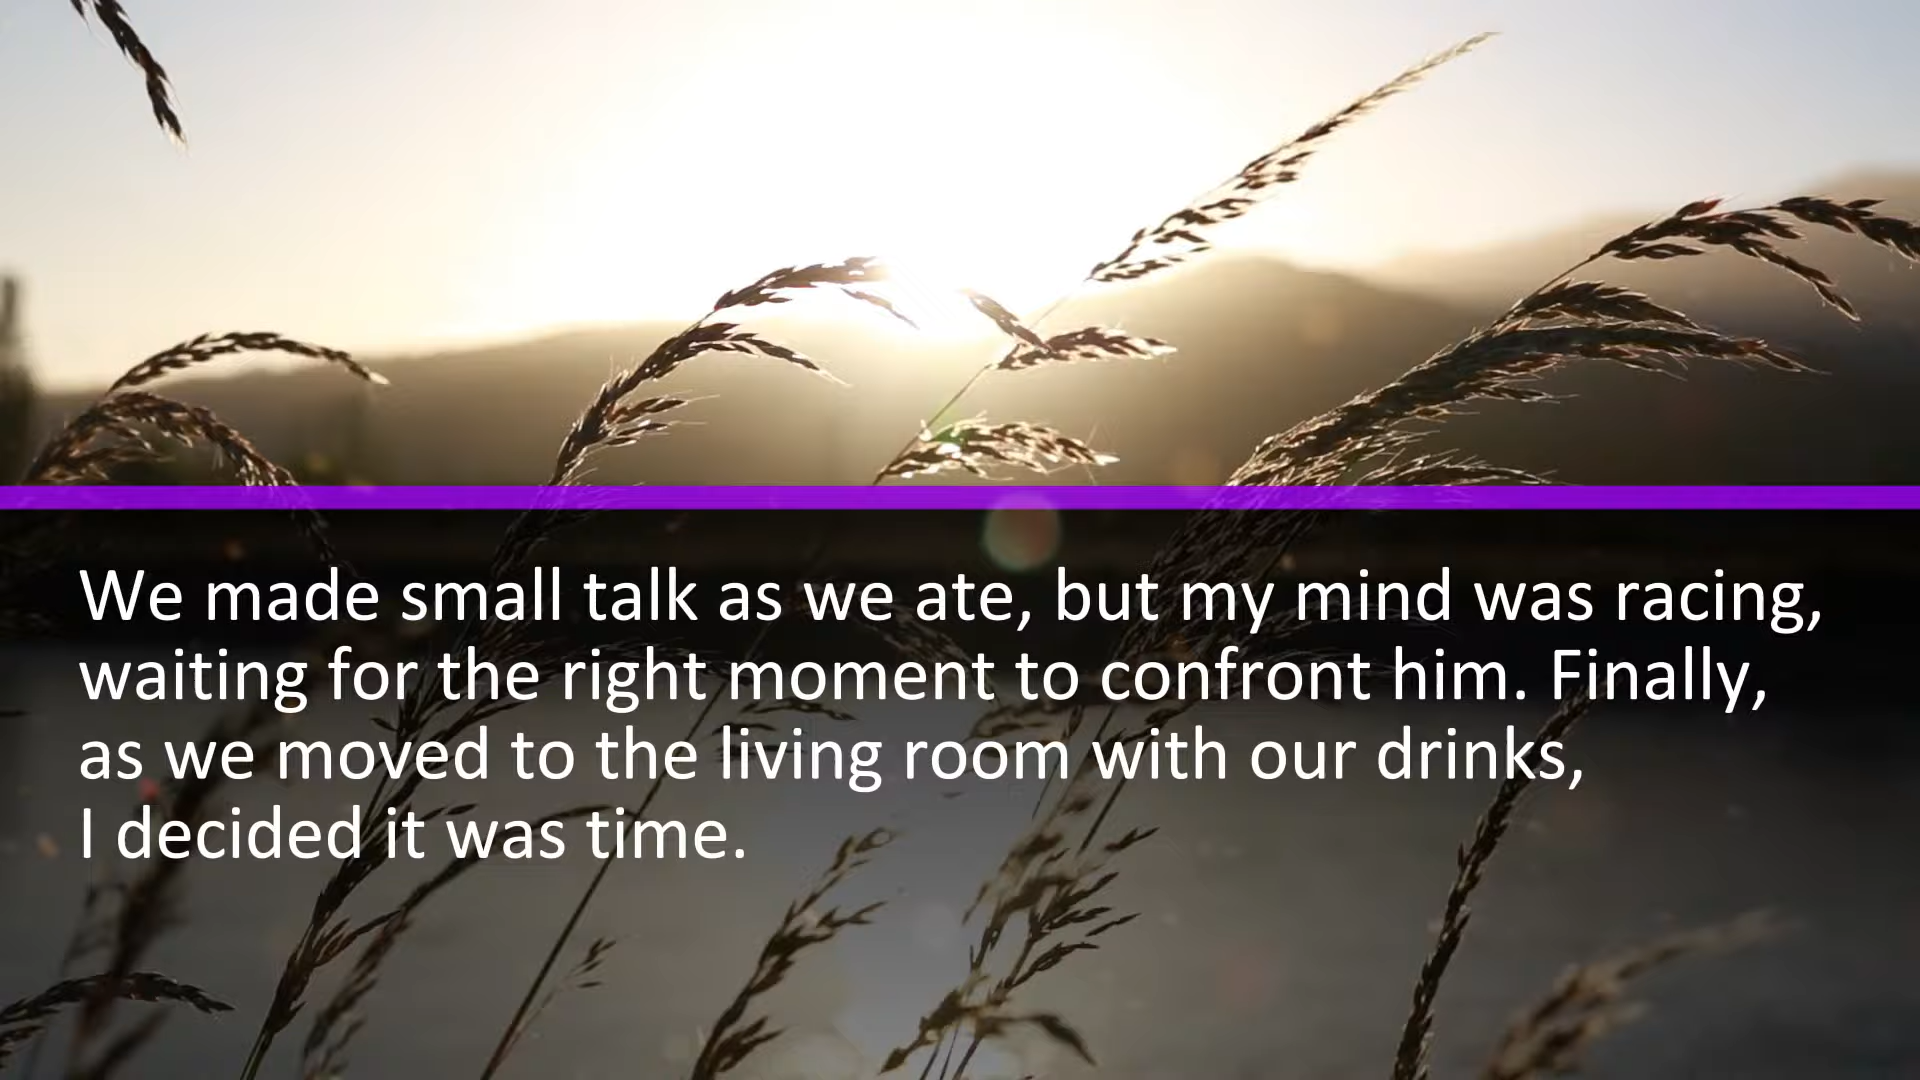 We made small talk as we ate, but my mind was racing,
waiting for the right moment to confront him. Finally,
as we moved to the living room with our drinks,
I decided it was time.